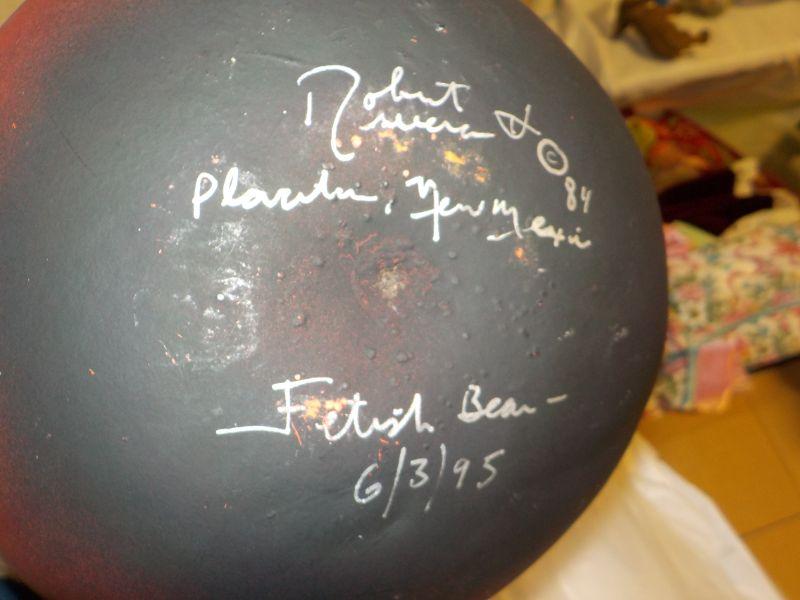 Robert
Rivera © 84
Placitas, New Mexico
Fetish Bear -
6/3/95